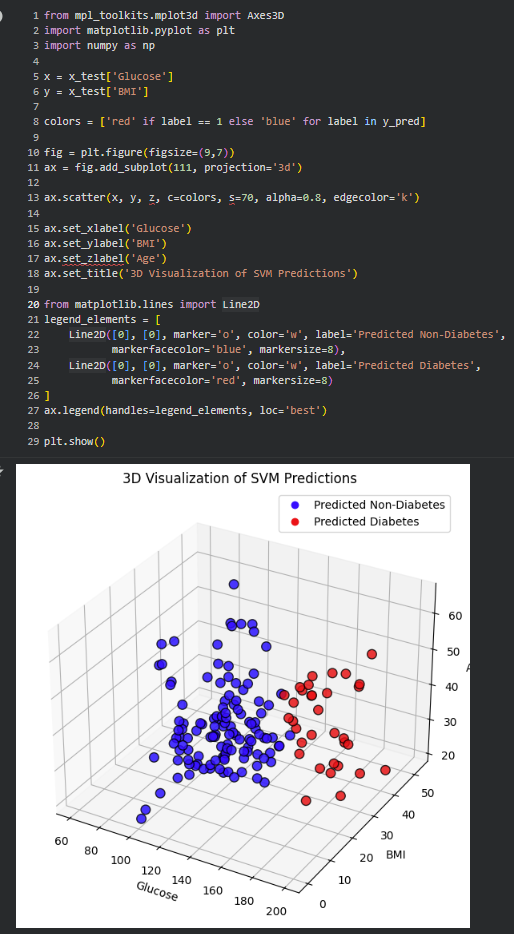 1 from mpl_toolkits.mplot3d import Axes3D
2 import matplotlib.pyplot as plt
3 import numpy as np
4
5 x = x_test['Glucose']
6 y = x_test['BMI']
7
8 colors = ['red' if label == 1 else 'blue' for label in y_pred]
9
10 fig = plt.figure(figsize=(9,7))
11 ax = fig.add_subplot(111, projection='3d')
12
13 ax.scatter(x, y, z, c=colors, s=70, alpha=0.8, edgecolor='k')
14
15 ax.set_xlabel('Glucose')
16 ax.set_ylabel('BMI')
17 ax.set_zlabel('Age')
18 ax.set_title('3D Visualization of SVM Predictions')
19
20 from matplotlib.lines import Line2D
21 legend_elements = [
22     Line2D([0], [0], marker='o', color='w', label='Predicted Non-Diabetes',
23            markerfacecolor='blue', markersize=8),
24     Line2D([0], [0], marker='o', color='w', label='Predicted Diabetes',
25            markerfacecolor='red', markersize=8)
26 ]
27 ax.legend(handles=legend_elements, loc='best')
28
29 plt.show()
3D Visualization of SVM Predictions
Predicted Non-Diabetes
Predicted Diabetes
60
50
40
30
20
60
80
100
120
140
160
180
200
Glucose
0
10
20
30
40
50
BMI